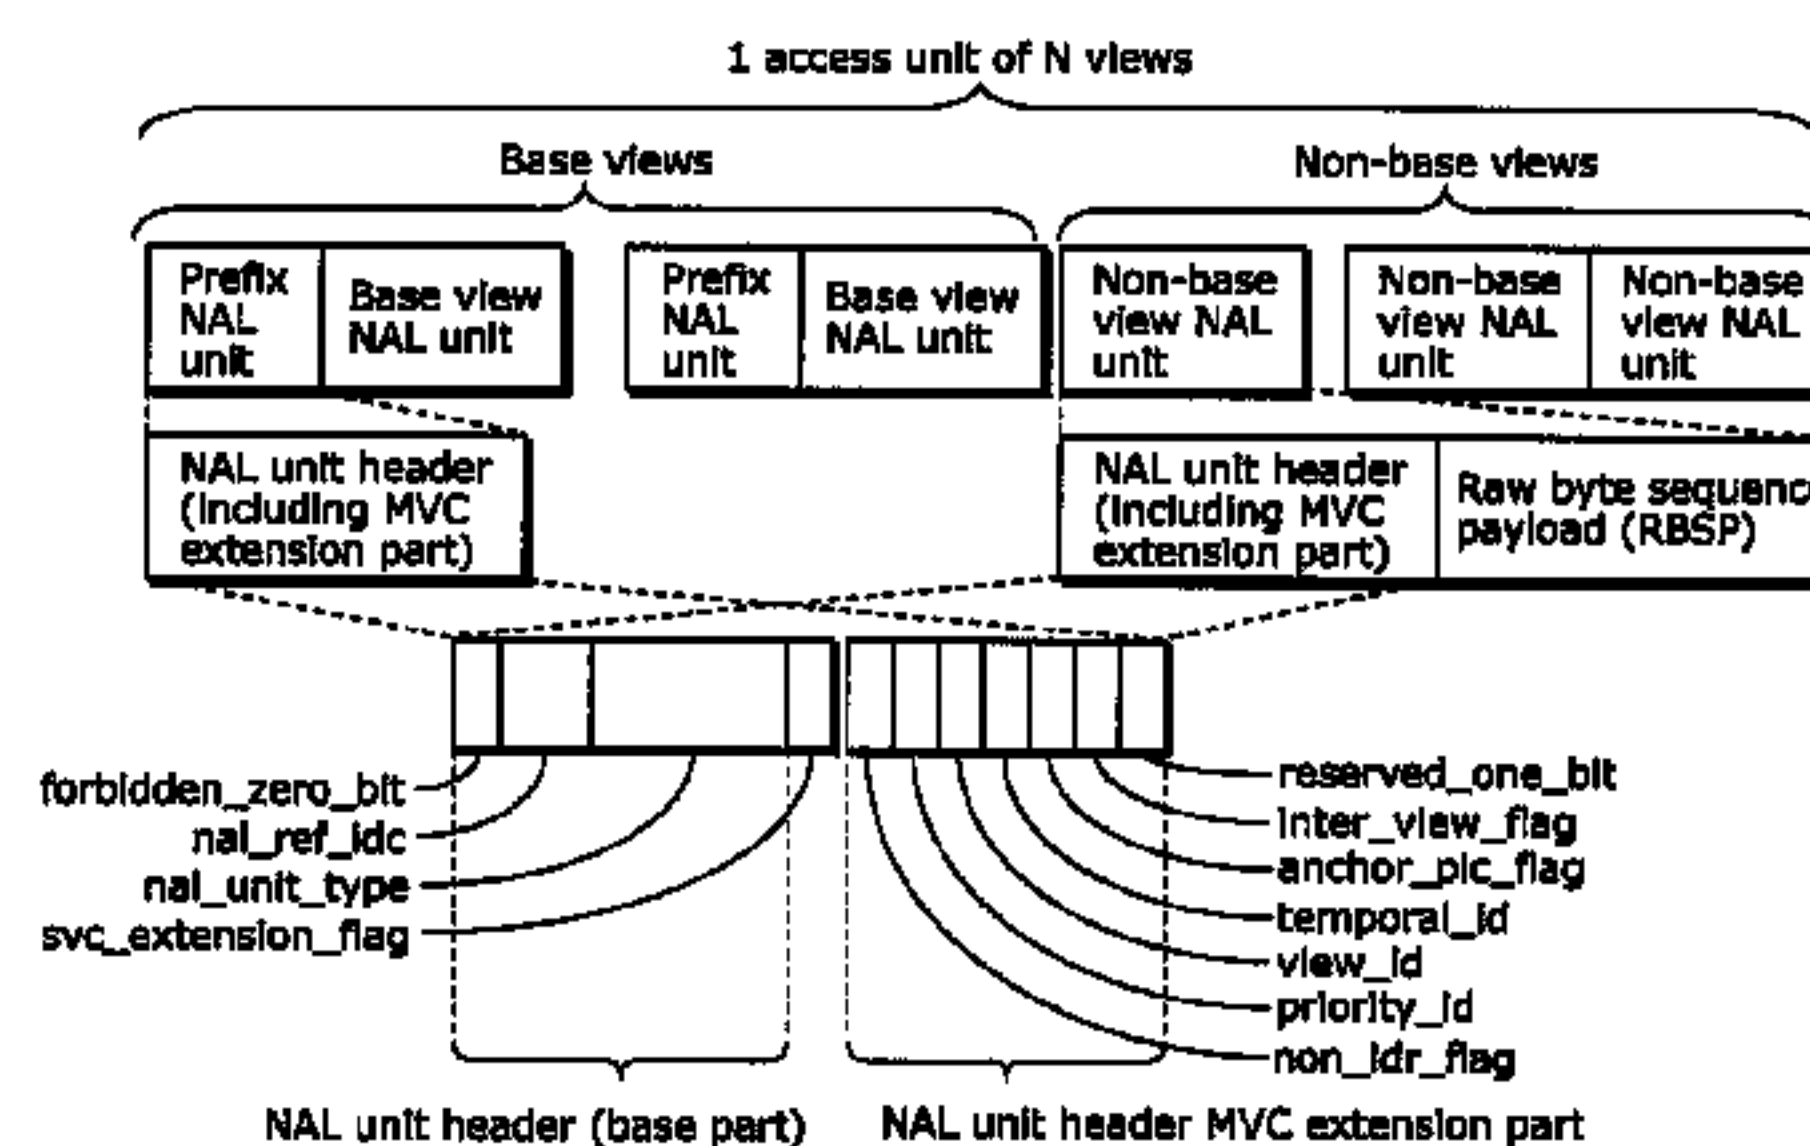 1 access unit of N views
Base views
Non-base views
Prefix
NAL
unit
Base view
NAL unit
Prefix
NAL
unit
Base view
NAL unit
Non-base
view NAL
unit
Non-base
view NAL
unit
Non-base
view NAL
unit
NAL unit header
(including MVC
extension part)
NAL unit header
(including MVC
extension part)
Raw byte sequenc
payload (RBSP)
forbidden_zero_bit
nal_ref_idc
nal_unit_type
svc_extension_flag
reserved_one_bit
inter_view_flag
anchor_pic_flag
temporal_id
view_id
priority_id
non_idr_flag
NAL unit header (base part)
NAL unit header MVC extension part